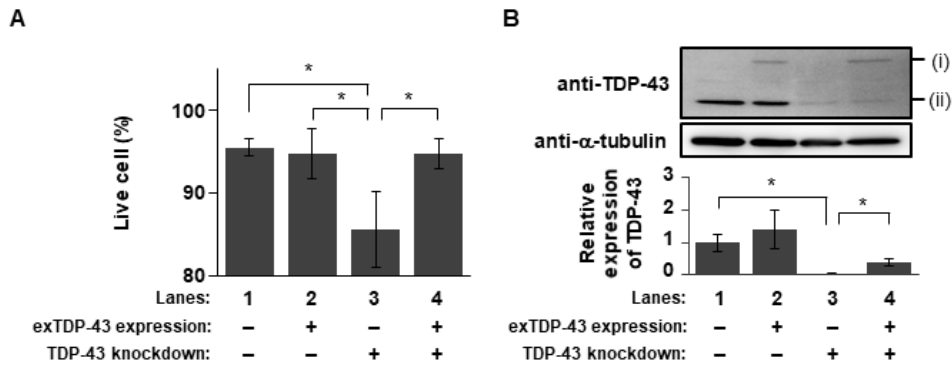 A
Live cell (%)
100
90
80
*
*
*
Lanes: 1 2 3 4
exTDP-43 expression: – + – +
TDP-43 knockdown: – – + +
B
anti-TDP-43
(i)
(ii)
anti-α-tubulin
Relative
expression
of TDP-43
3
2
1
0
*
*
Lanes: 1 2 3 4
exTDP-43 expression: – + – +
TDP-43 knockdown: – – + +